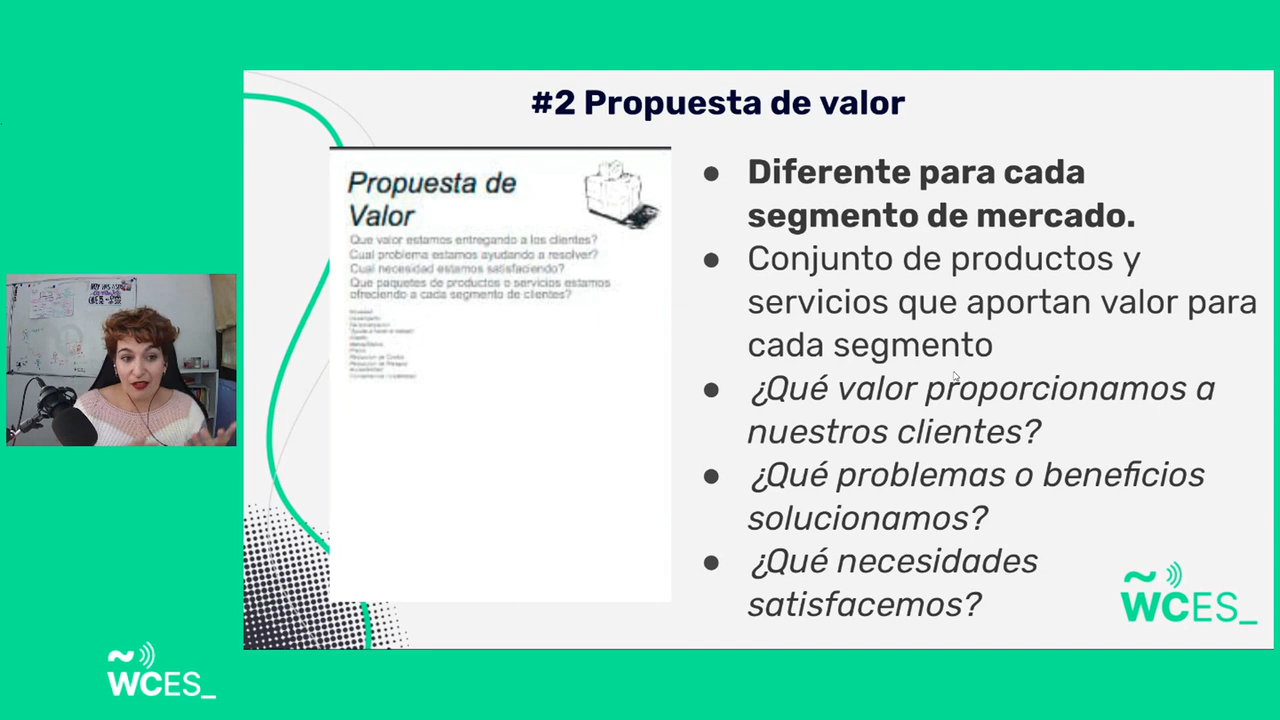 #2 Propuesta de valor
Propuesta de
Valor
Que valor estamos entregando a los clientes?
Cual problema estamos ayudando a resolver?
Cual necesidad estamos satisfaciendo?
Que paquetes de productos o servicios estamos
ofreciendo a cada segmento de clientes?
● Diferente para cada
segmento de mercado.
● Conjunto de productos y
servicios que aportan valor para
cada segmento
● ¿Qué valor proporcionamos a
nuestros clientes?
● ¿Qué problemas o beneficios
solucionamos?
● ¿Qué necesidades
satisfacemos?
WCES_
WCES_